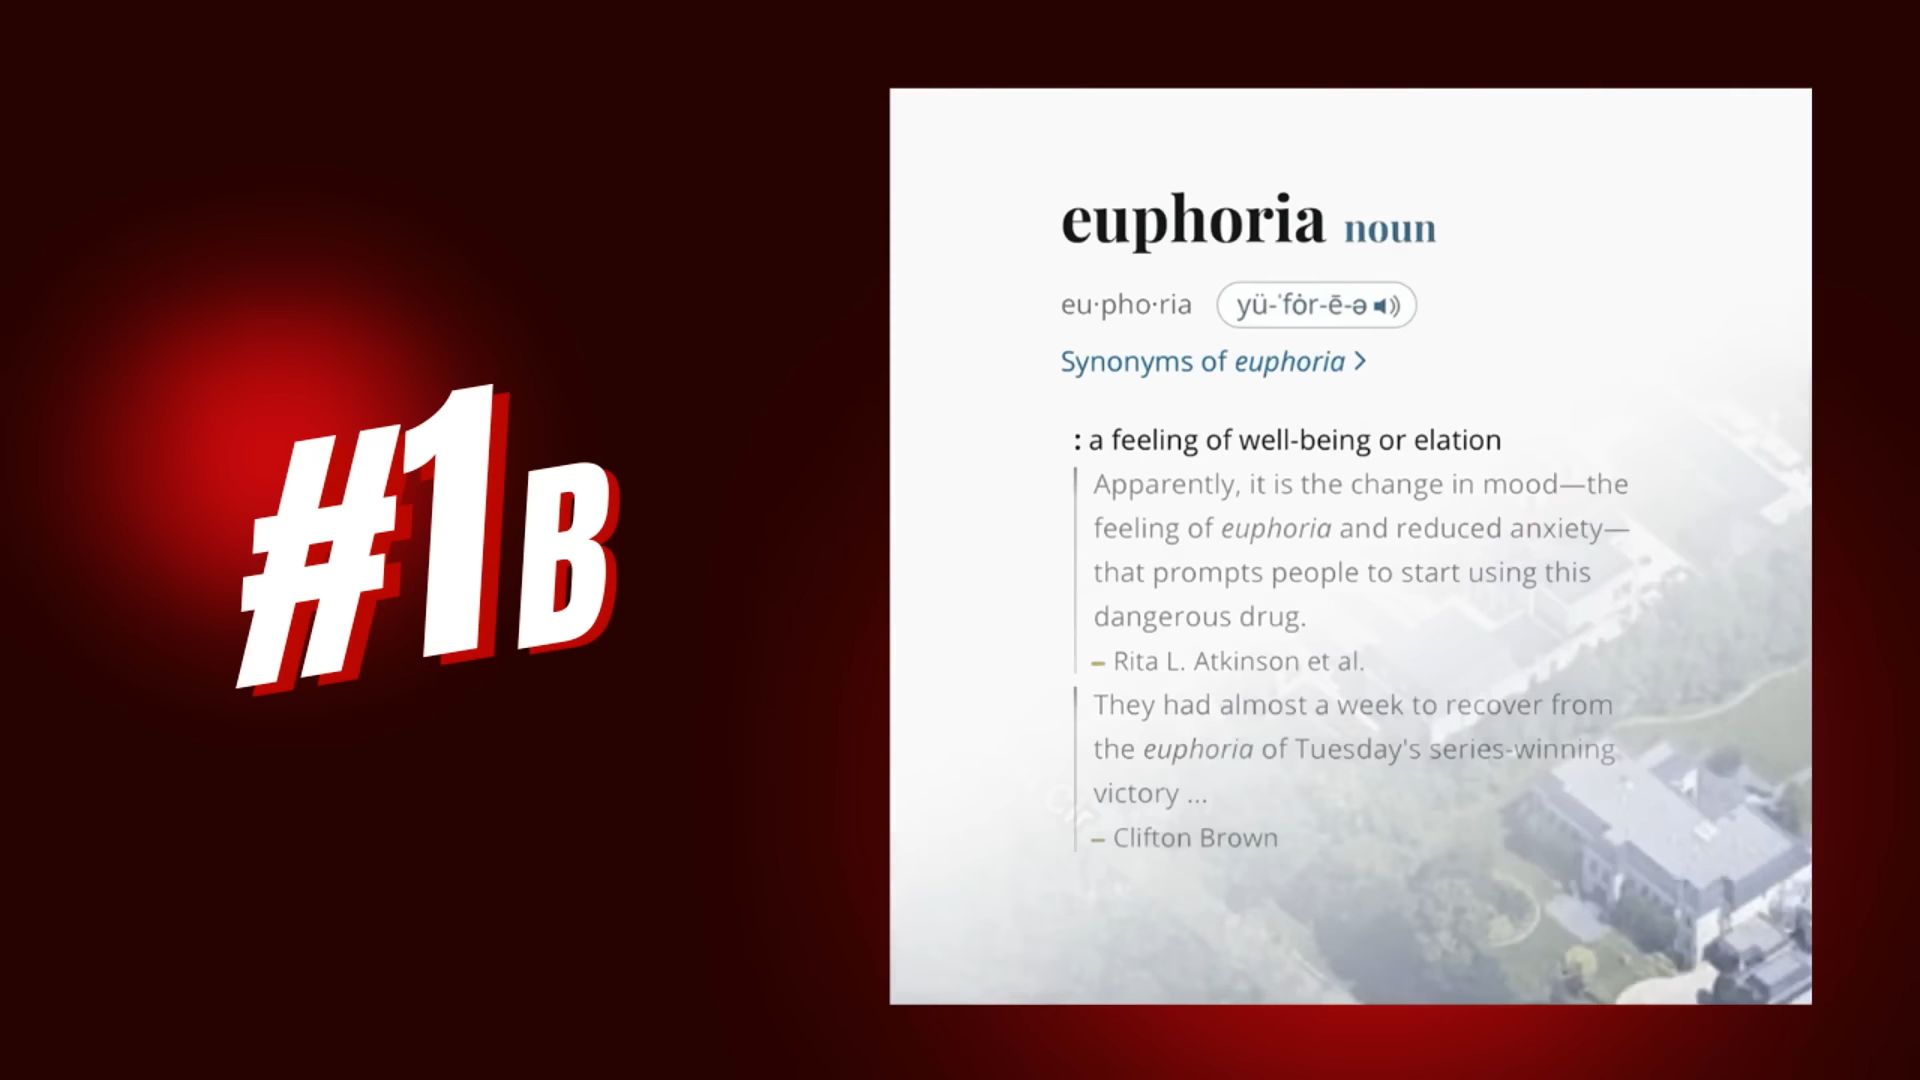 #1B
euphoria noun
eu·pho·ria yü-ˈfȯr-ē-ə
Synonyms of euphoria >
: a feeling of well-being or elation
Apparently, it is the change in mood—the
feeling of euphoria and reduced anxiety—
that prompts people to start using this
dangerous drug.
– Rita L. Atkinson et al.
They had almost a week to recover from
the euphoria of Tuesday's series-winning
victory ...
– Clifton Brown